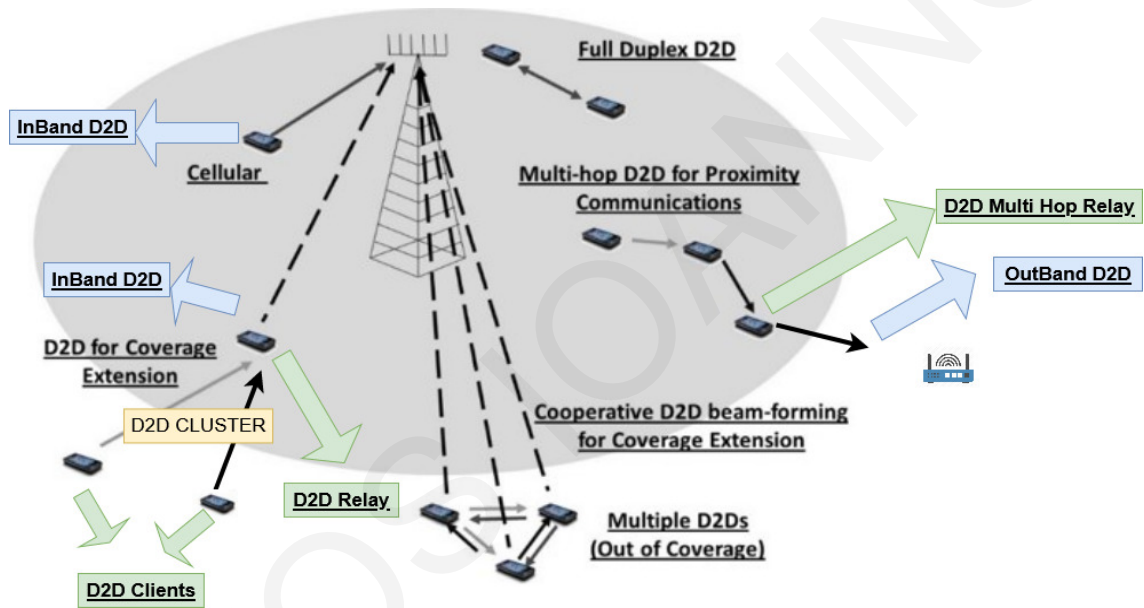 Full Duplex D2D
InBand D2D
Cellular
Multi-hop D2D for Proximity
Communications
D2D Multi Hop Relay
InBand D2D
OutBand D2D
D2D for Coverage
Extension
D2D CLUSTER
Cooperative D2D beam-forming
for Coverage Extension
D2D Relay
Multiple D2Ds
(Out of Coverage)
D2D Clients